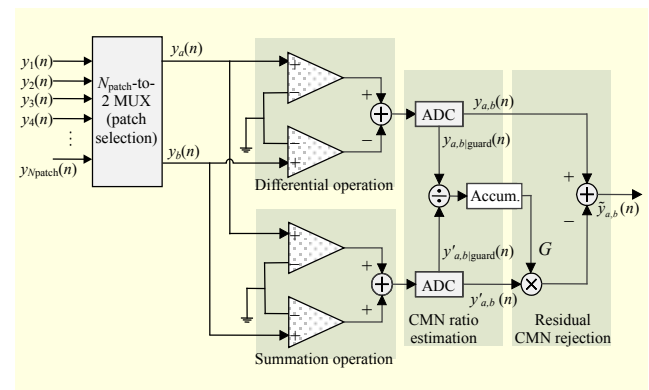 y1(n)
y2(n)
y3(n)
y4(n)
⋮
yNpatch(n)
Npatch-to-
2 MUX
(patch
selection)
ya(n)
yb(n)
+
−
−
+
+
−
+
Differential operation
+
−
−
+
+
+
+
Summation operation
ADC
ya,b(n)
ya,b|guard(n)
÷
Accum.
y′a,b|guard(n)
ADC
y′a,b (n)
G
×
+
−
+
ỹa,b(n)
CMN ratio
estimation
Residual
CMN rejection